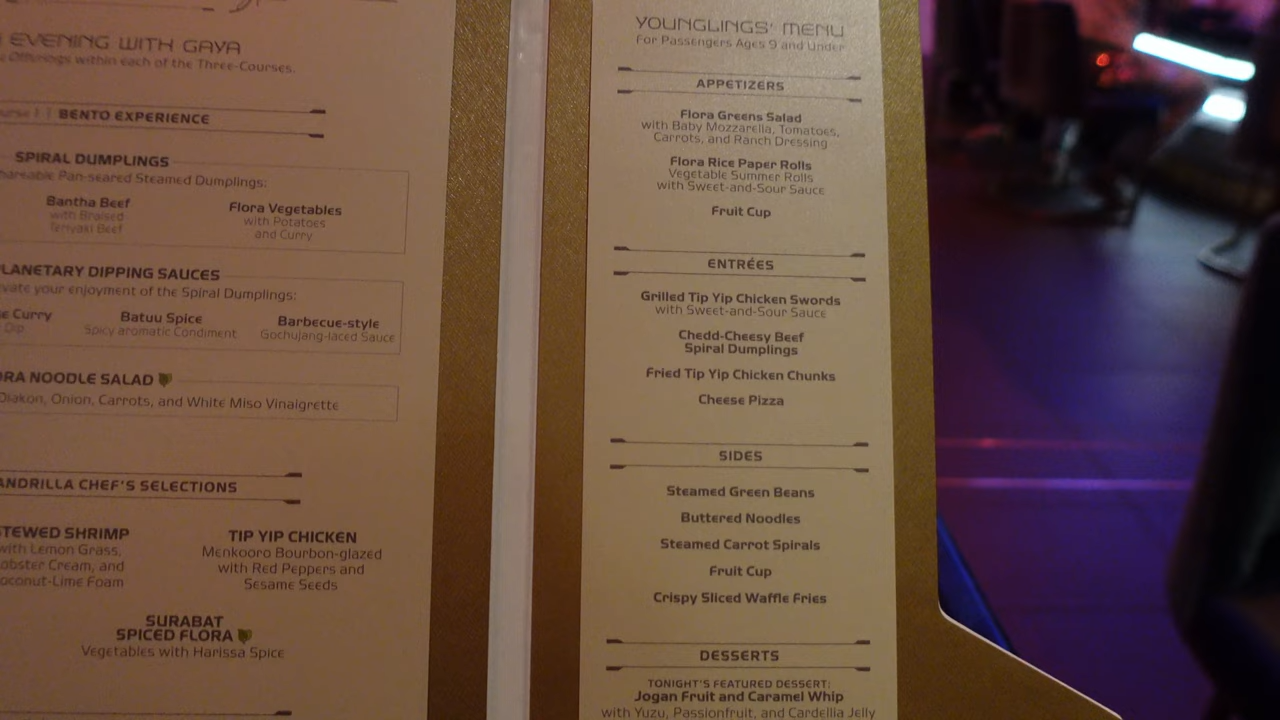 EVENING WITH GAYA
Offerings within each of the Three-Courses.
BENTO EXPERIENCE
SPIRAL DUMPLINGS
Pan-seared Steamed Dumplings:
Bantha Beef
with Braised
Teriyaki Beef
Flora Vegetables
with Potatoes
and Curry
PLANETARY DIPPING SAUCES
your enjoyment of the Spiral Dumplings:
Curry
Dip
Batuu Spice
Spicy aromatic Condiment
Barbecue-style
Gochujang-laced Sauce
NOODLE SALAD
Diakon, Onion, Carrots, and White Miso Vinaigrette
CHEF'S SELECTIONS
STEWED SHRIMP
with Lemon Grass,
Lobster Cream, and
Coconut-Lime Foam
TIP YIP CHICKEN
Menkooro Bourbon-glazed
with Red Peppers and
Sesame Seeds
SURABAT
SPICED FLORA
Vegetables with Harissa Spice
YOUNGLINGS' MENU
For Passengers Ages 9 and Under
APPETIZERS
Flora Greens Salad
with Baby Mozzarella, Tomatoes,
Carrots, and Ranch Dressing
Flora Rice Paper Rolls
Vegetable Summer Rolls
with Sweet-and-Sour Sauce
Fruit Cup
ENTRÉES
Grilled Tip Yip Chicken Swords
with Sweet-and-Sour Sauce
Chedd-Cheesy Beef
Spiral Dumplings
Fried Tip Yip Chicken Chunks
Cheese Pizza
SIDES
Steamed Green Beans
Buttered Noodles
Steamed Carrot Spirals
Fruit Cup
Crispy Sliced Waffle Fries
DESSERTS
TONIGHT'S FEATURED DESSERT:
Jogan Fruit and Caramel Whip
with Yuzu, Passionfruit, and Cardellia Jelly